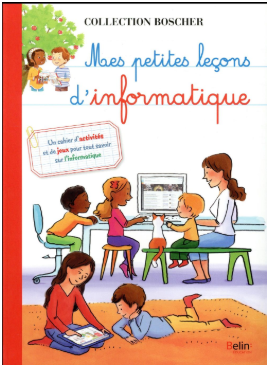 COLLECTION BOSCHER
Mes petites leçons
d'informatique
Un cahier d'activités
et de jeux pour tout savoir
sur l'informatique
Belin